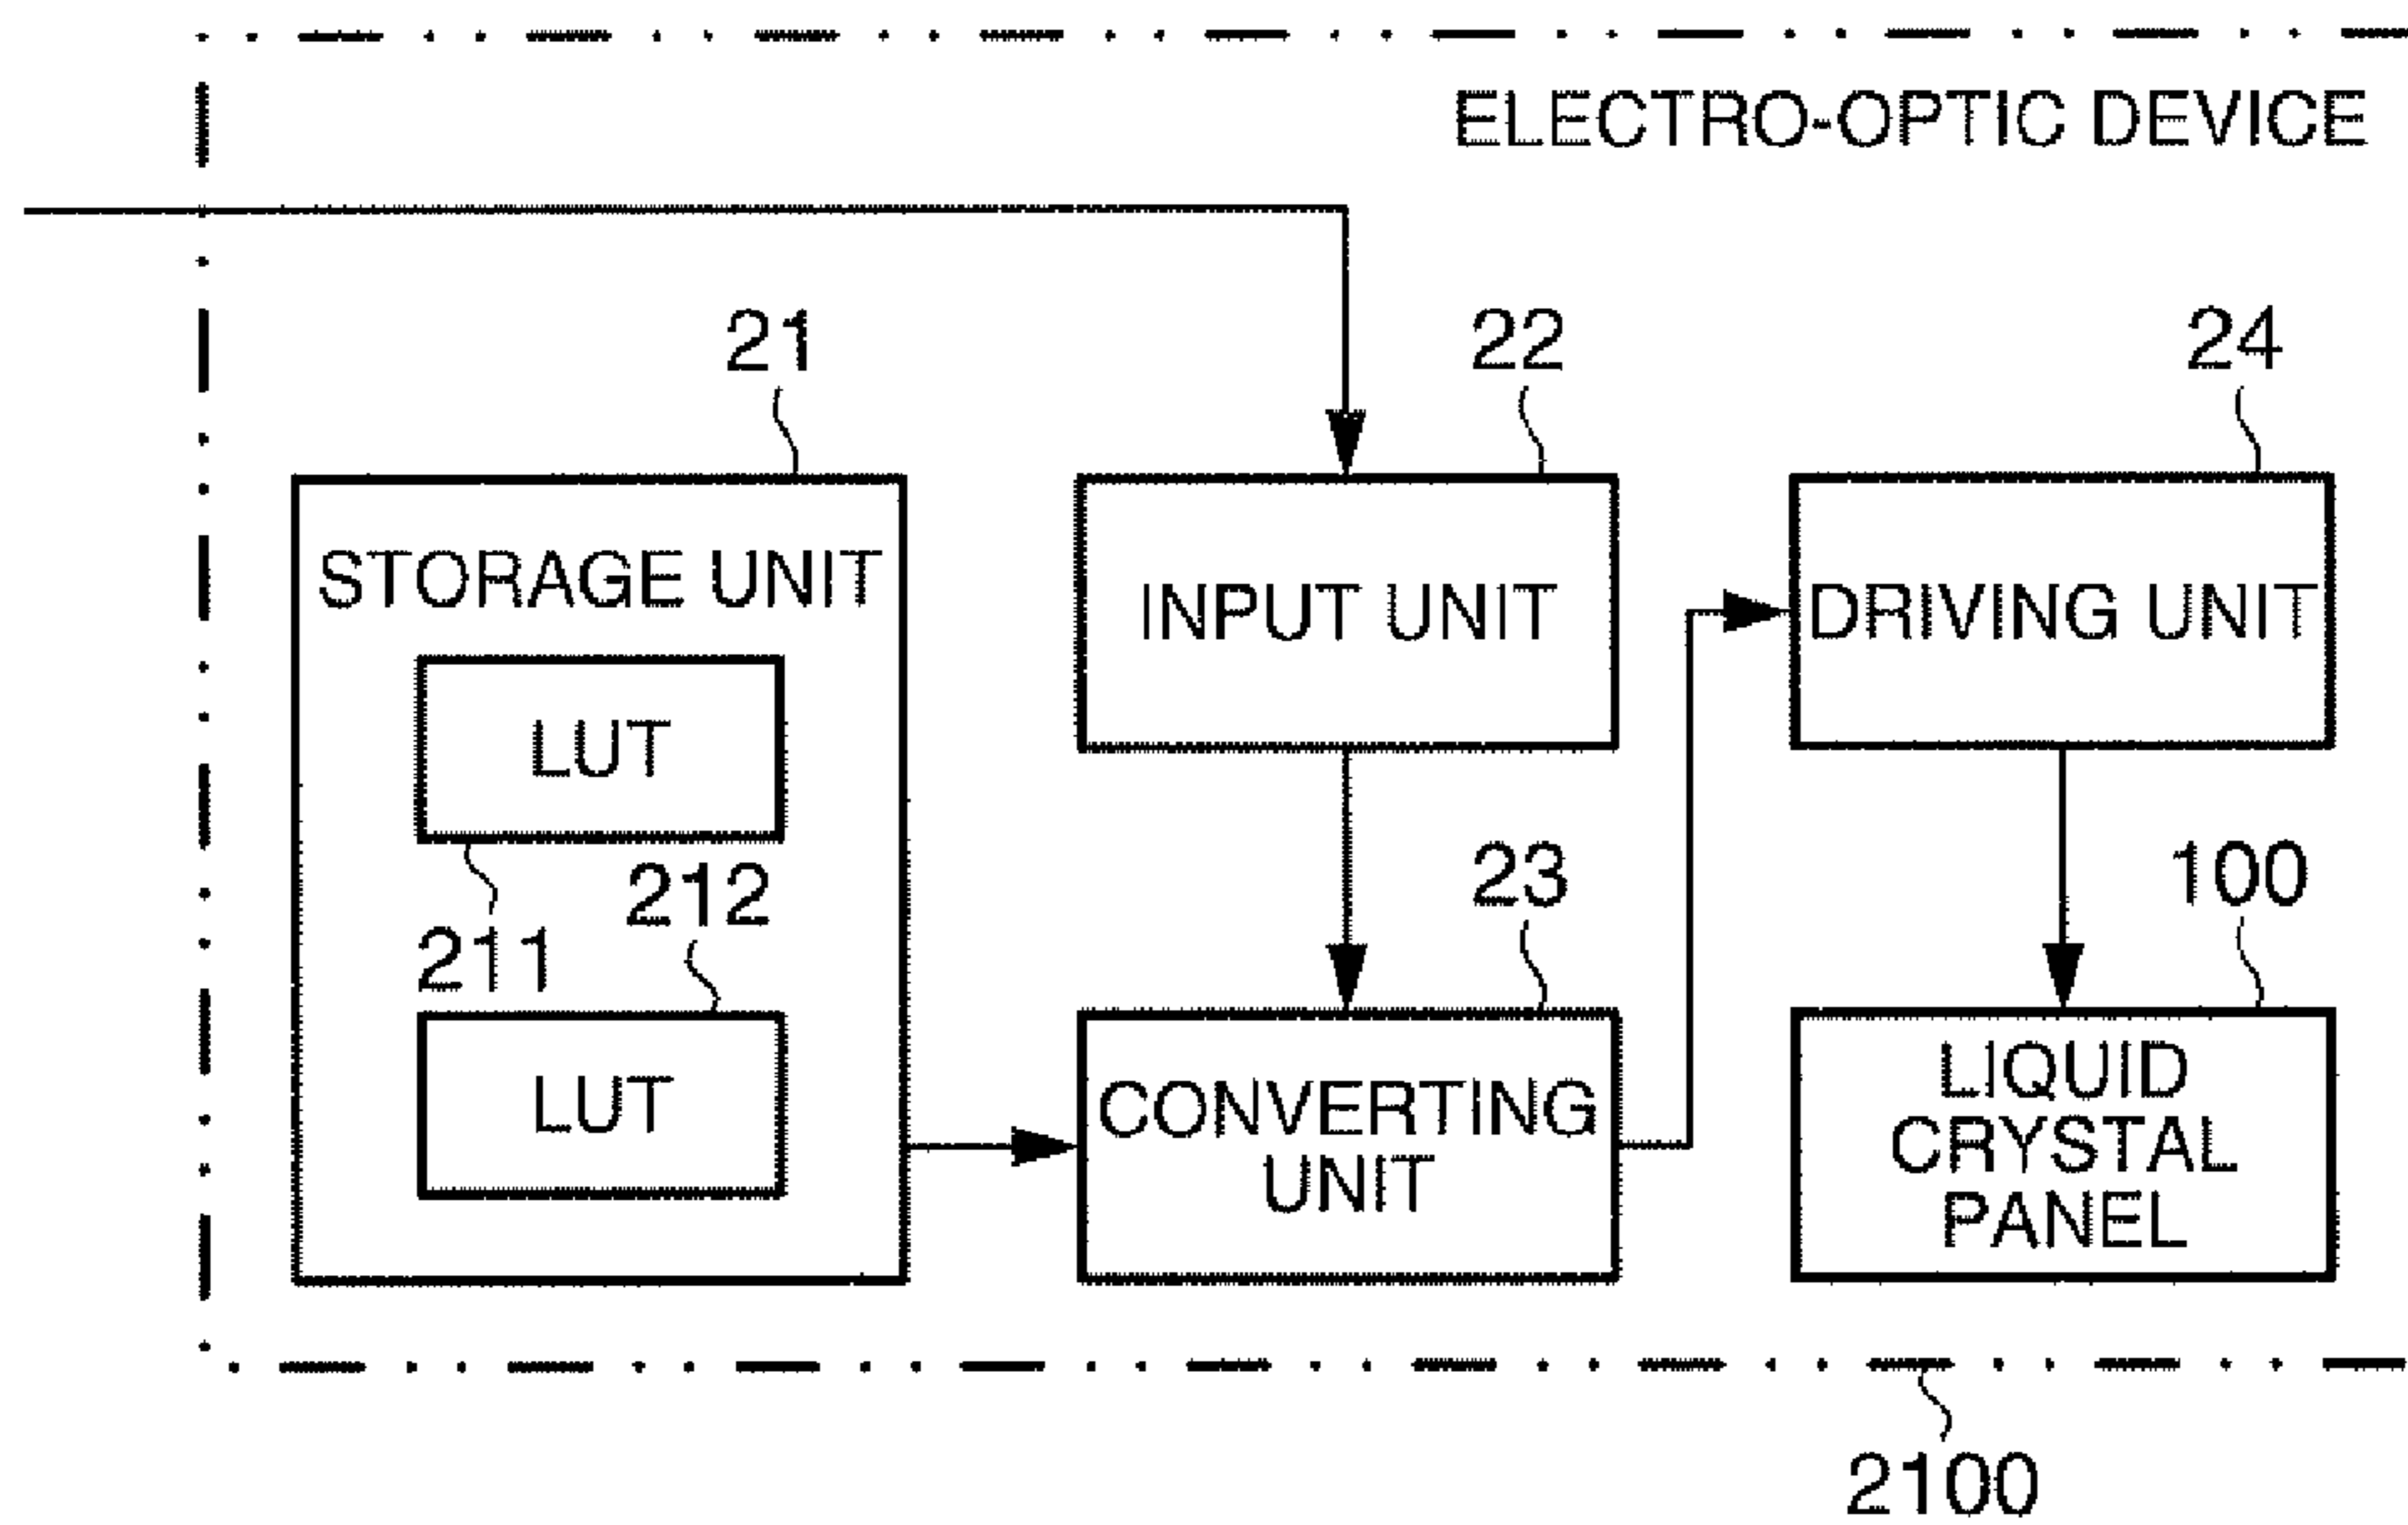 ELECTRO-OPTIC DEVICE
21
22
24
STORAGE UNIT
INPUT UNIT
DRIVING UNIT
LUT
211
212
23
100
LUT
CONVERTING
UNIT
LIQUID
CRYSTAL
PANEL
2100